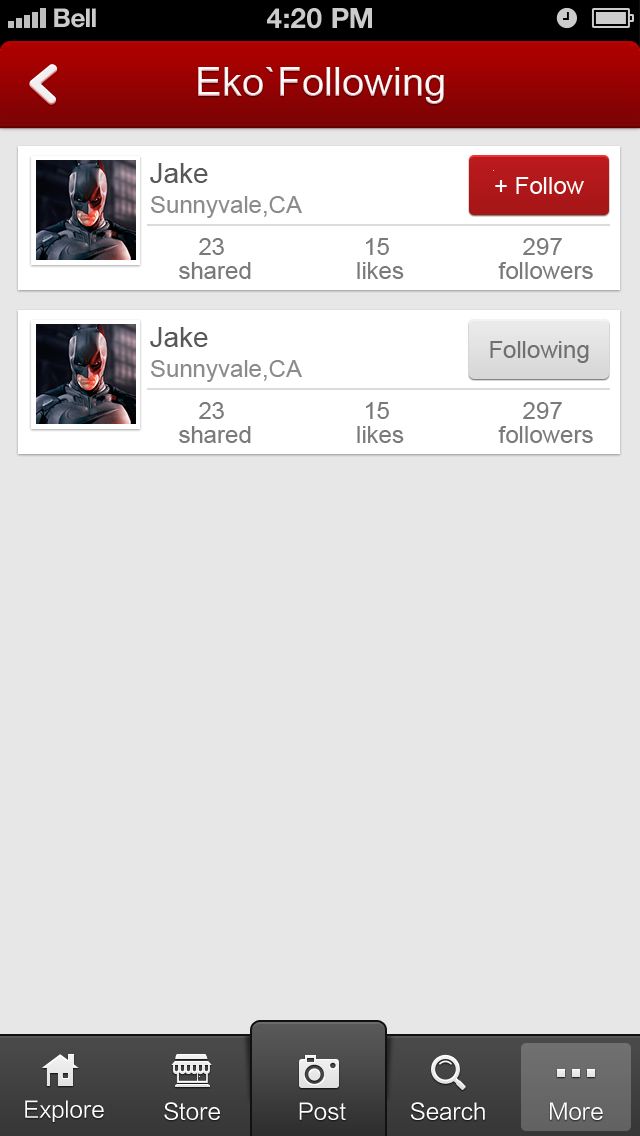 Bell 4:20 PM
Eko`Following
Jake
+ Follow
Sunnyvale,CA
23 15 297
shared likes followers
Jake
Following
Sunnyvale,CA
23 15 297
shared likes followers
Explore Store Post Search More